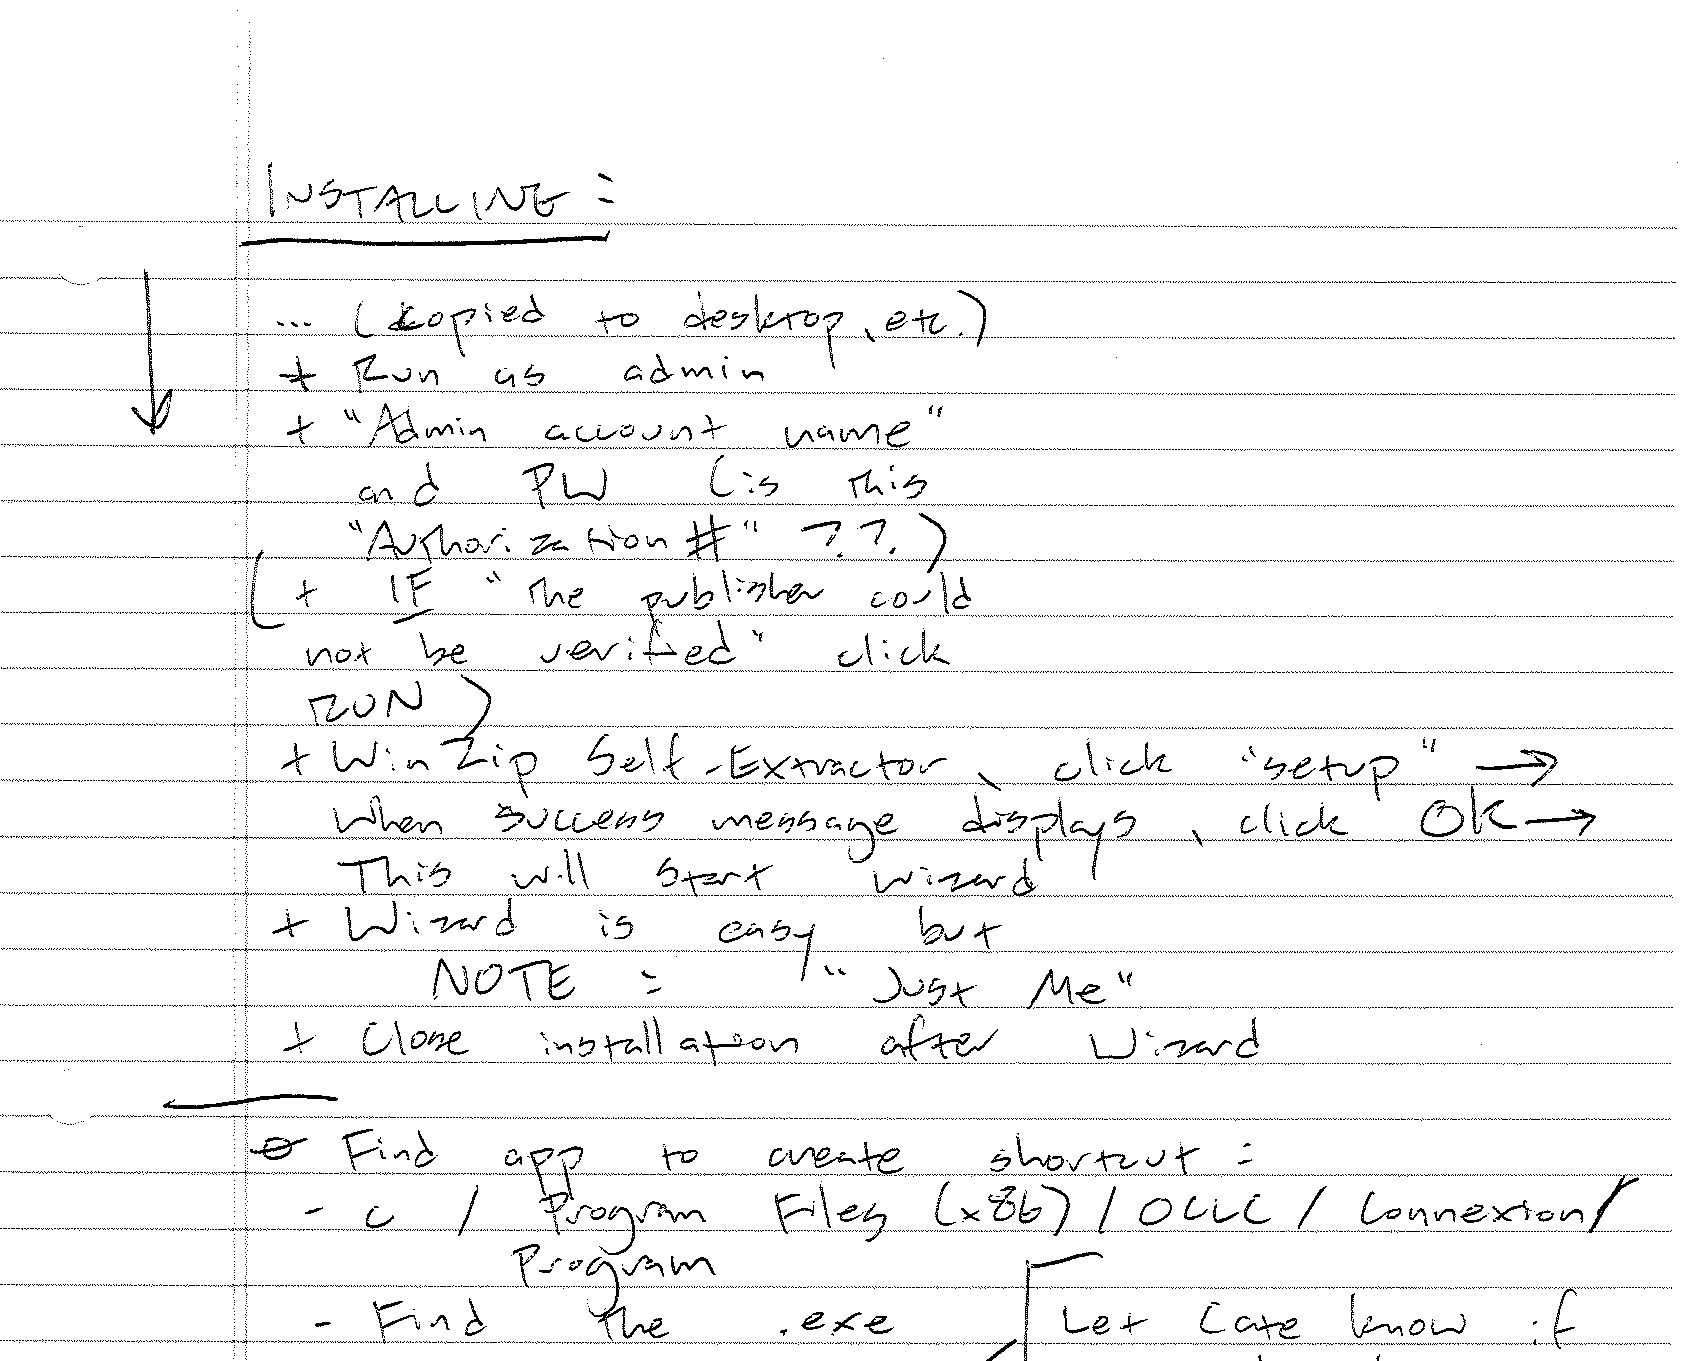 INSTALLING:
... (copied to desktop, etc.)
+ Run as admin
+ "Admin account name"
and PW (is this
"Authorization #" ??)
(+ IF "the publisher could
not be verified" click
RUN)
+ WinZip Self-Extractor, click "setup" →
When success message displays, click OK →
This will start wizard
+ Wizard is easy but
NOTE: "Just Me"
+ Close installation after Wizard
Find app to create shortcut:
- C / Program Files (x86) / OCLC / Connexion /
Program
- Find the .exe
Let Cate know if